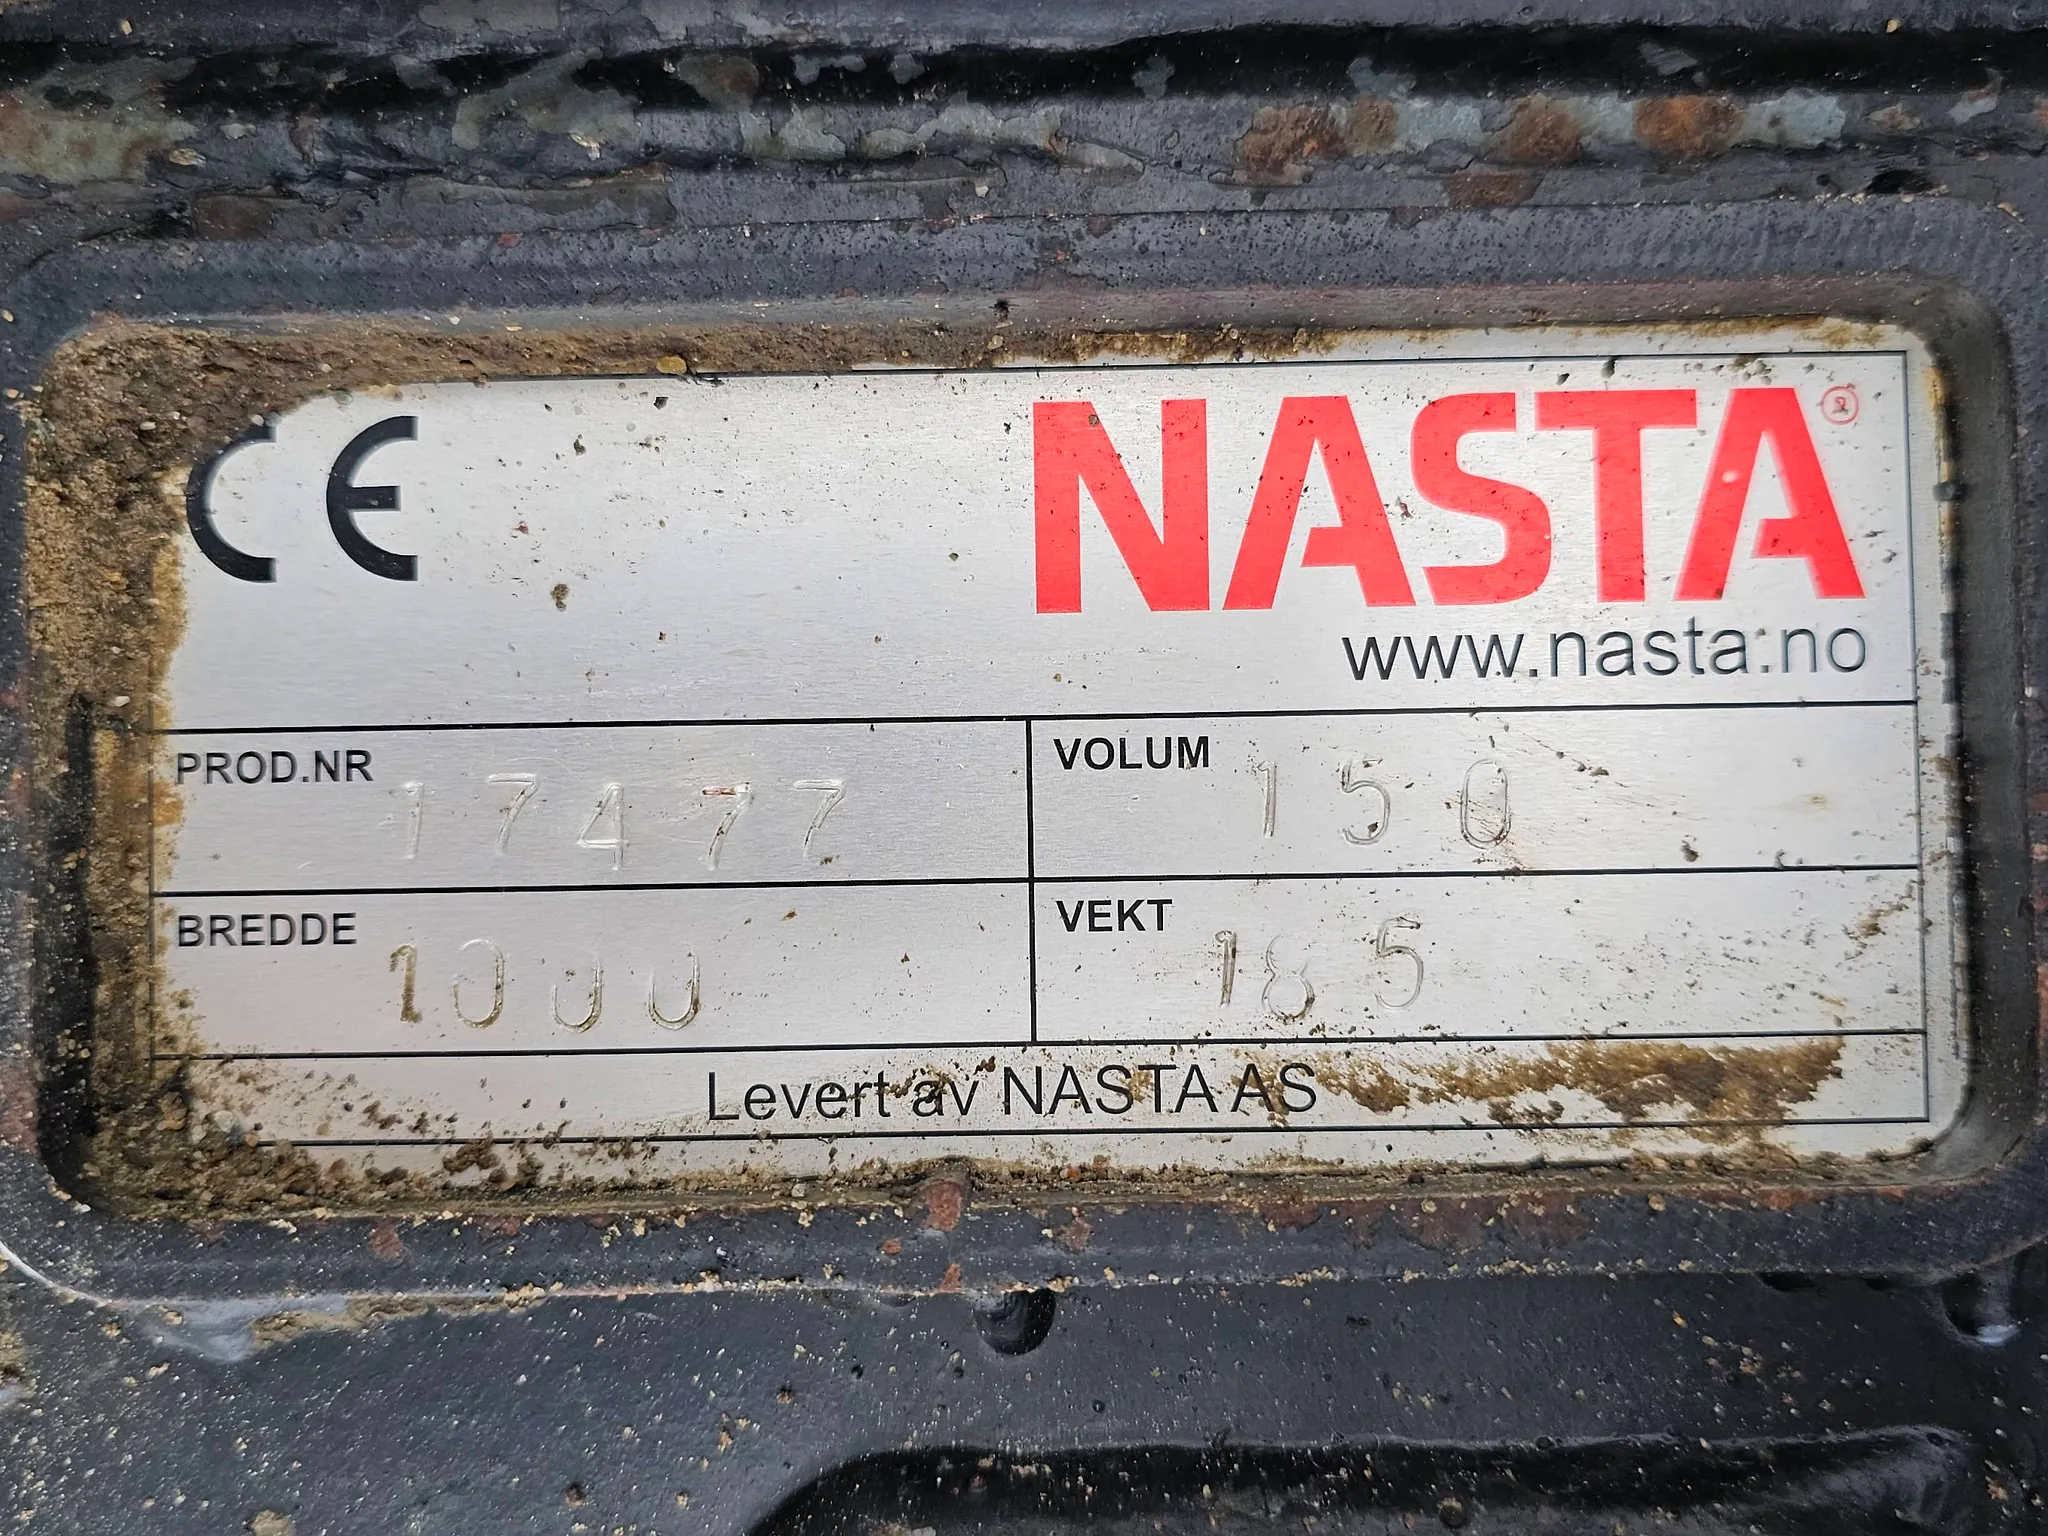 CE NASTA®
www.nasta.no
PROD.NR 17477 VOLUM 150
BREDDE 1000 VEKT 185
Levert av NASTA AS